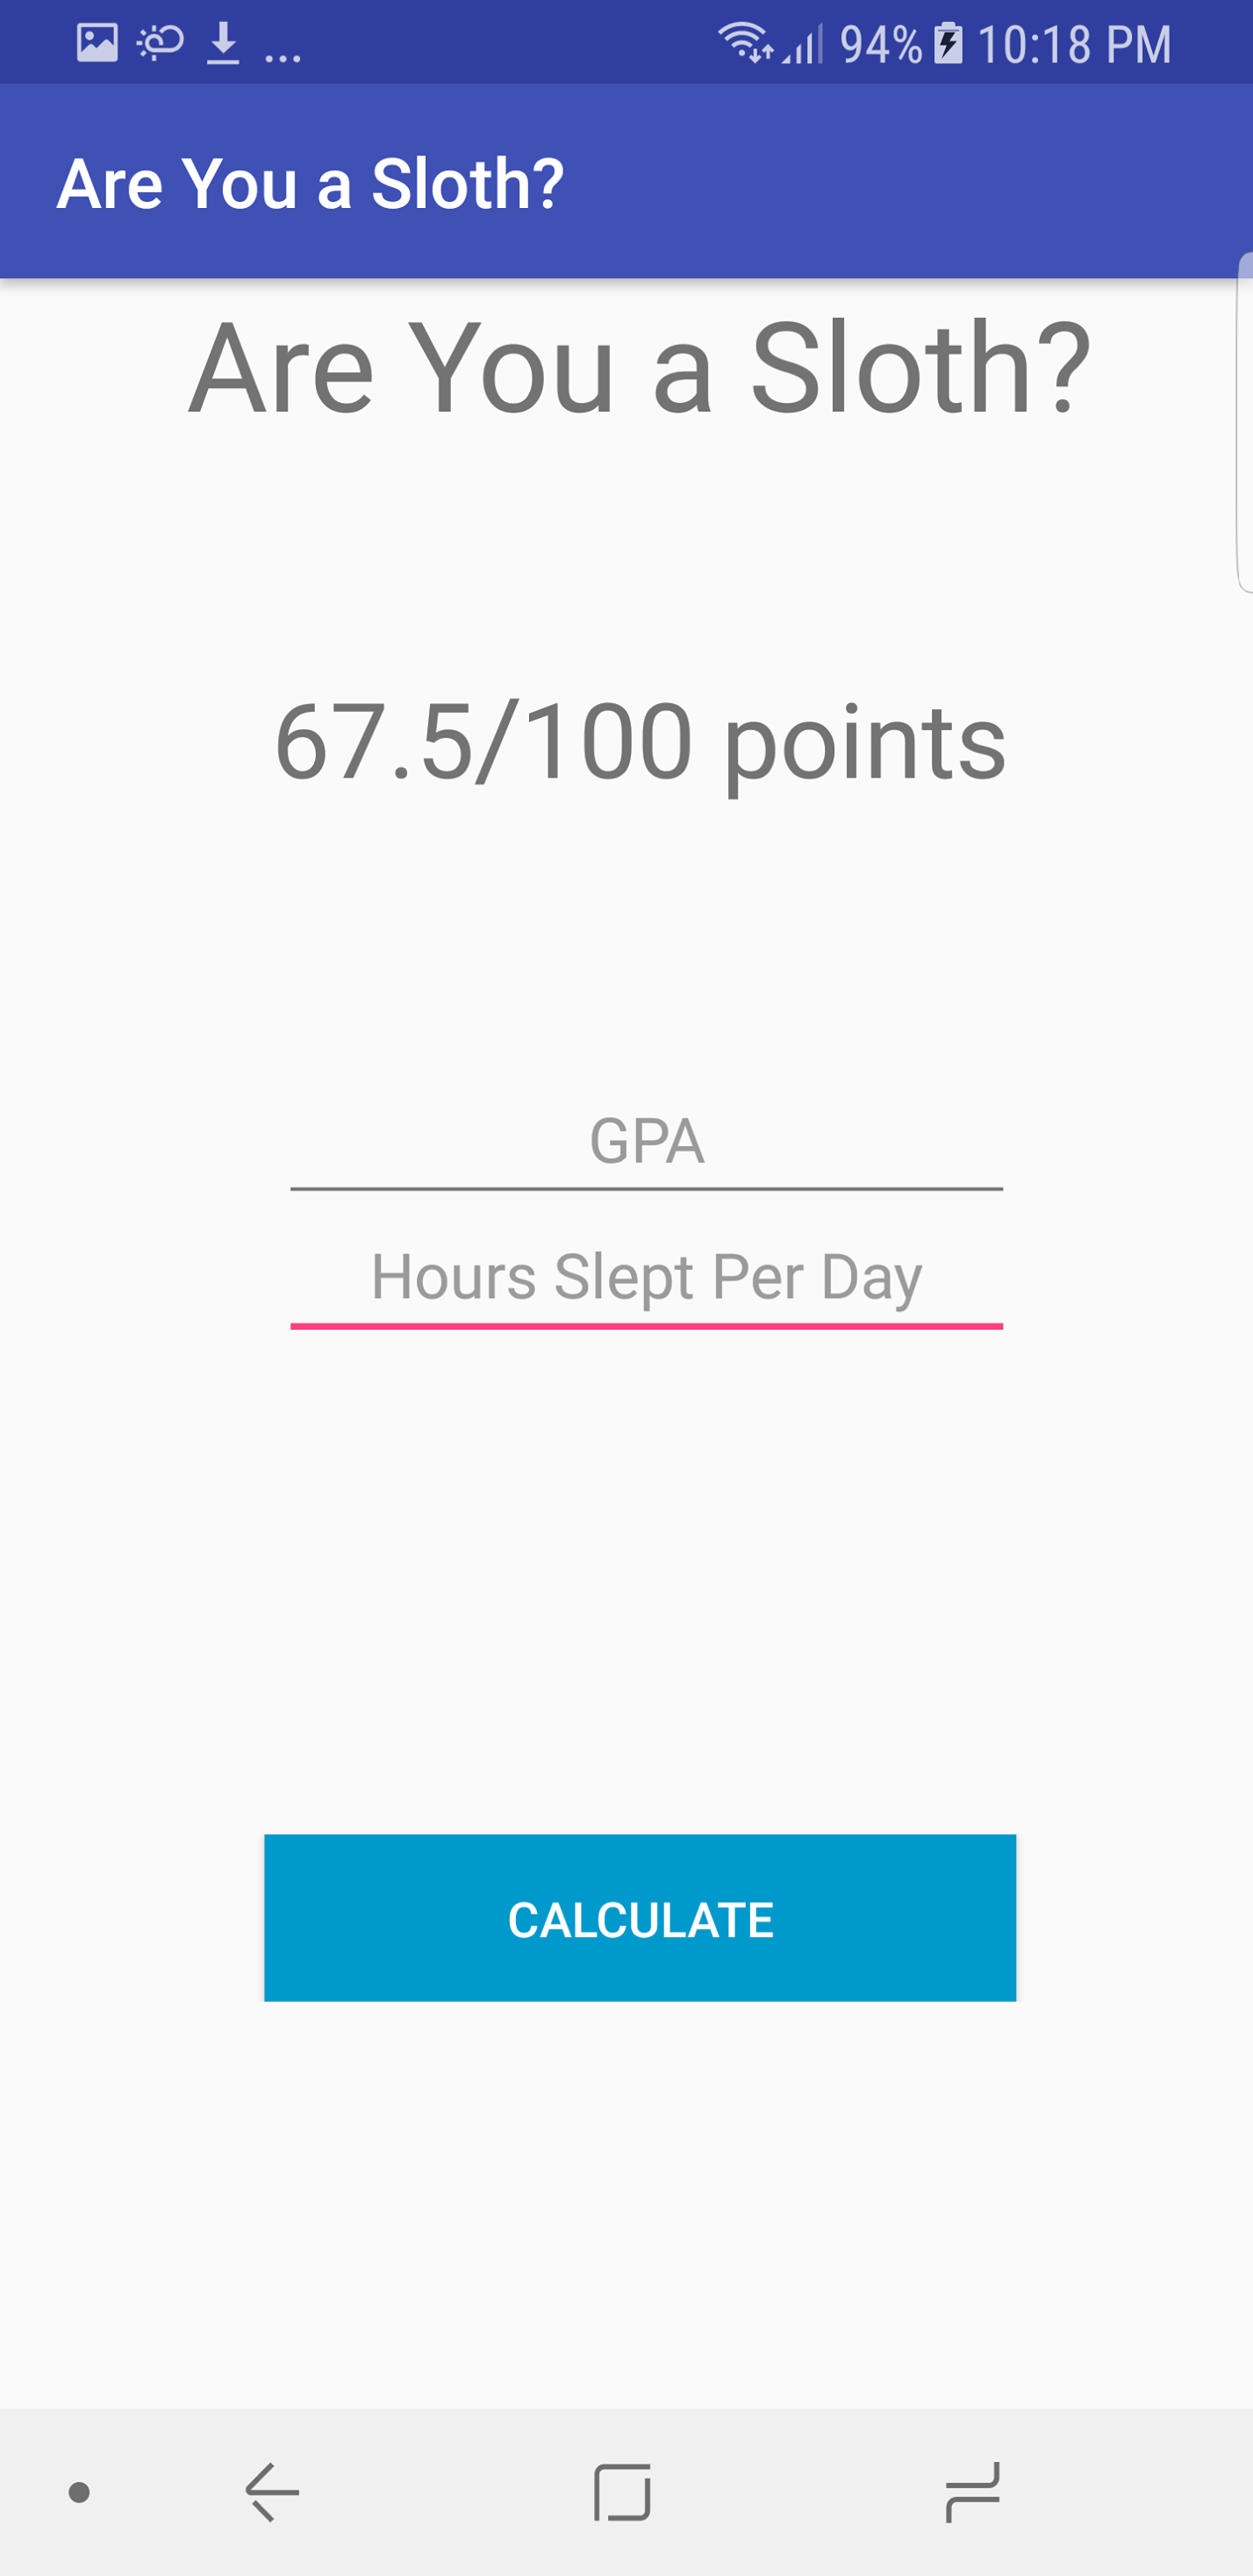 ... 94% 10:18 PM
Are You a Sloth?
Are You a Sloth?
67.5/100 points
GPA
Hours Slept Per Day
CALCULATE